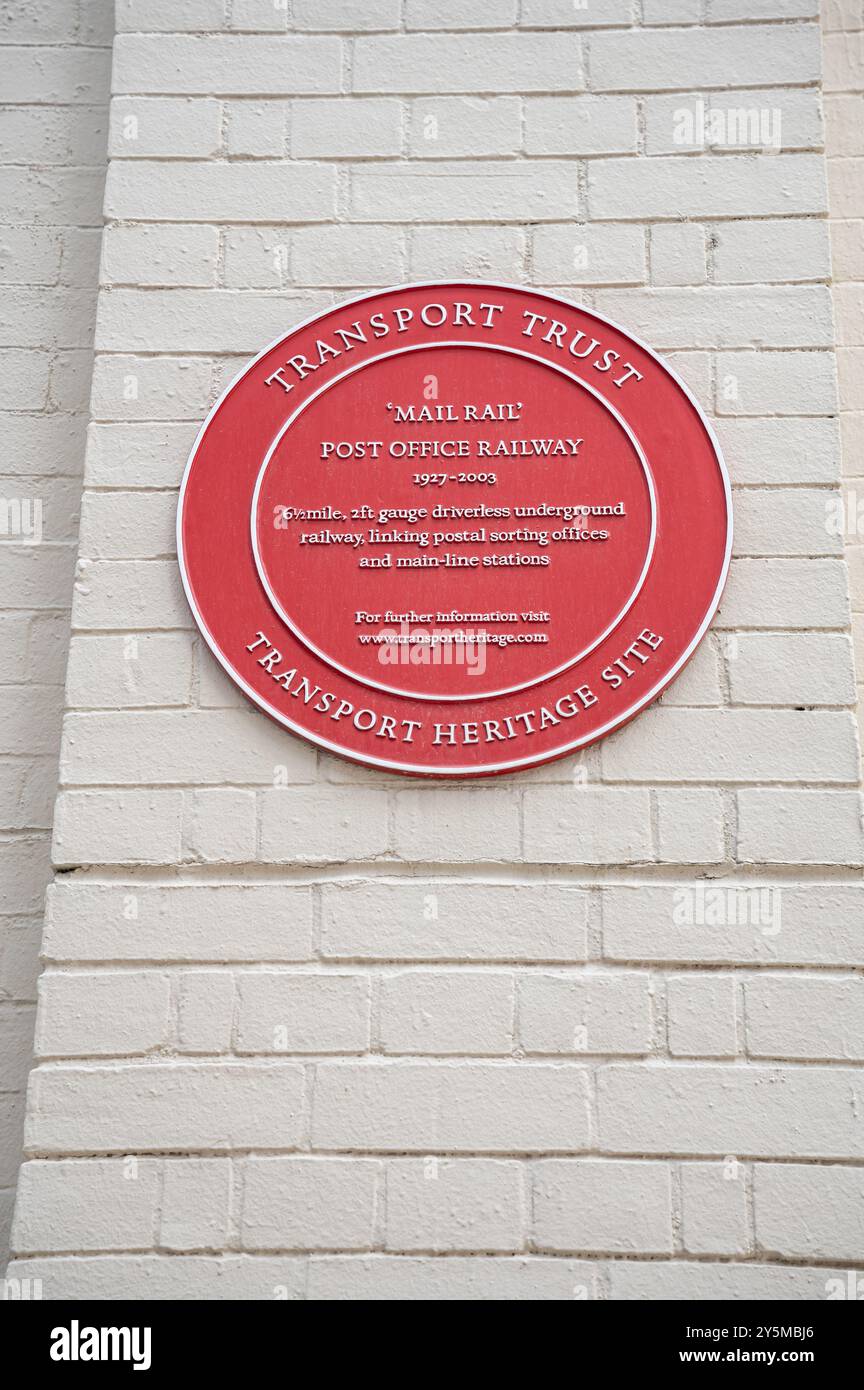 TRANSPORT TRUST
‘MAIL RAIL’
POST OFFICE RAILWAY
1927-2003
6½mile, 2ft gauge driverless underground
railway, linking postal sorting offices
and main-line stations
For further information visit
www.transportheritage.com
TRANSPORT HERITAGE SITE
alamy
alamy
Image ID: 2Y5MBJ6
www.alamy.com